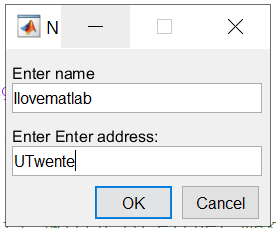 N
Enter name
Ilovematlab
Enter Enter address:
UTwente
OK
Cancel